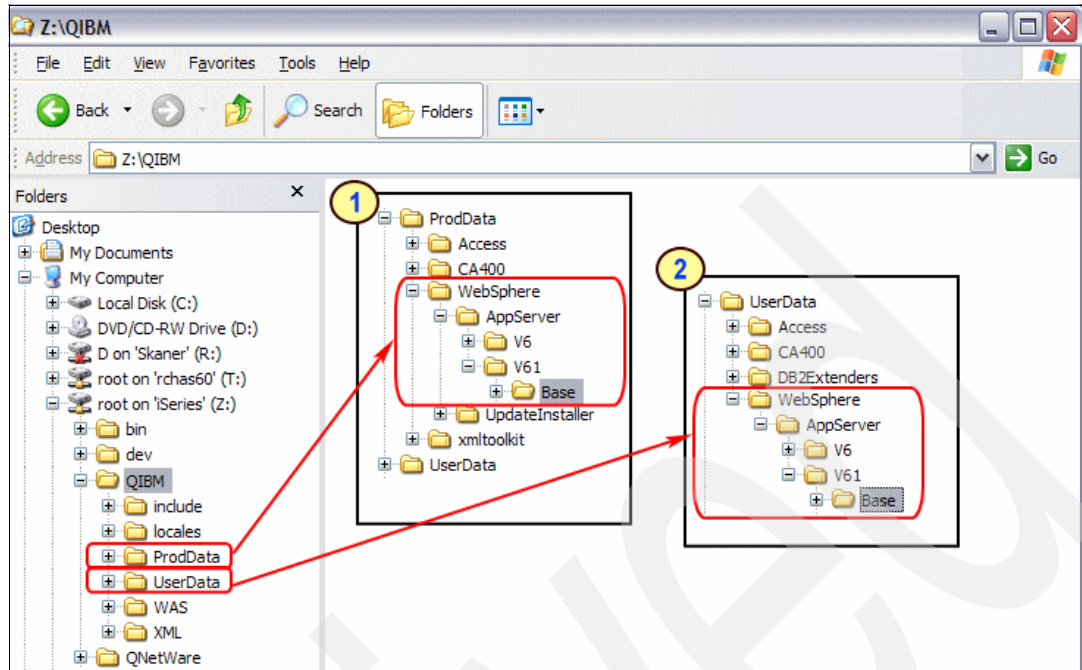 Z:\QIBM
File Edit View Favorites Tools Help
Back Search Folders
Address Z:\QIBM Go
Folders
Desktop
My Documents
My Computer
Local Disk (C:)
DVD/CD-RW Drive (D:)
D on 'Skaner' (R:)
root on 'rchas60' (T:)
root on 'iSeries' (Z:)
bin
dev
QIBM
include
locales
ProdData
UserData
WAS
XML
QNetWare
1
ProdData
Access
CA400
WebSphere
AppServer
V6
V61
Base
UpdateInstaller
xmltoolkit
UserData
2
UserData
Access
CA400
DB2Extenders
WebSphere
AppServer
V6
V61
Base